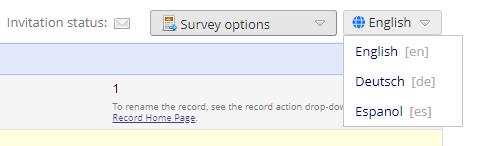 Invitation status: Survey options English
English [en]
1
Deutsch [de]
To rename the record, see the record action drop-
Record Home Page.
Espanol [es]